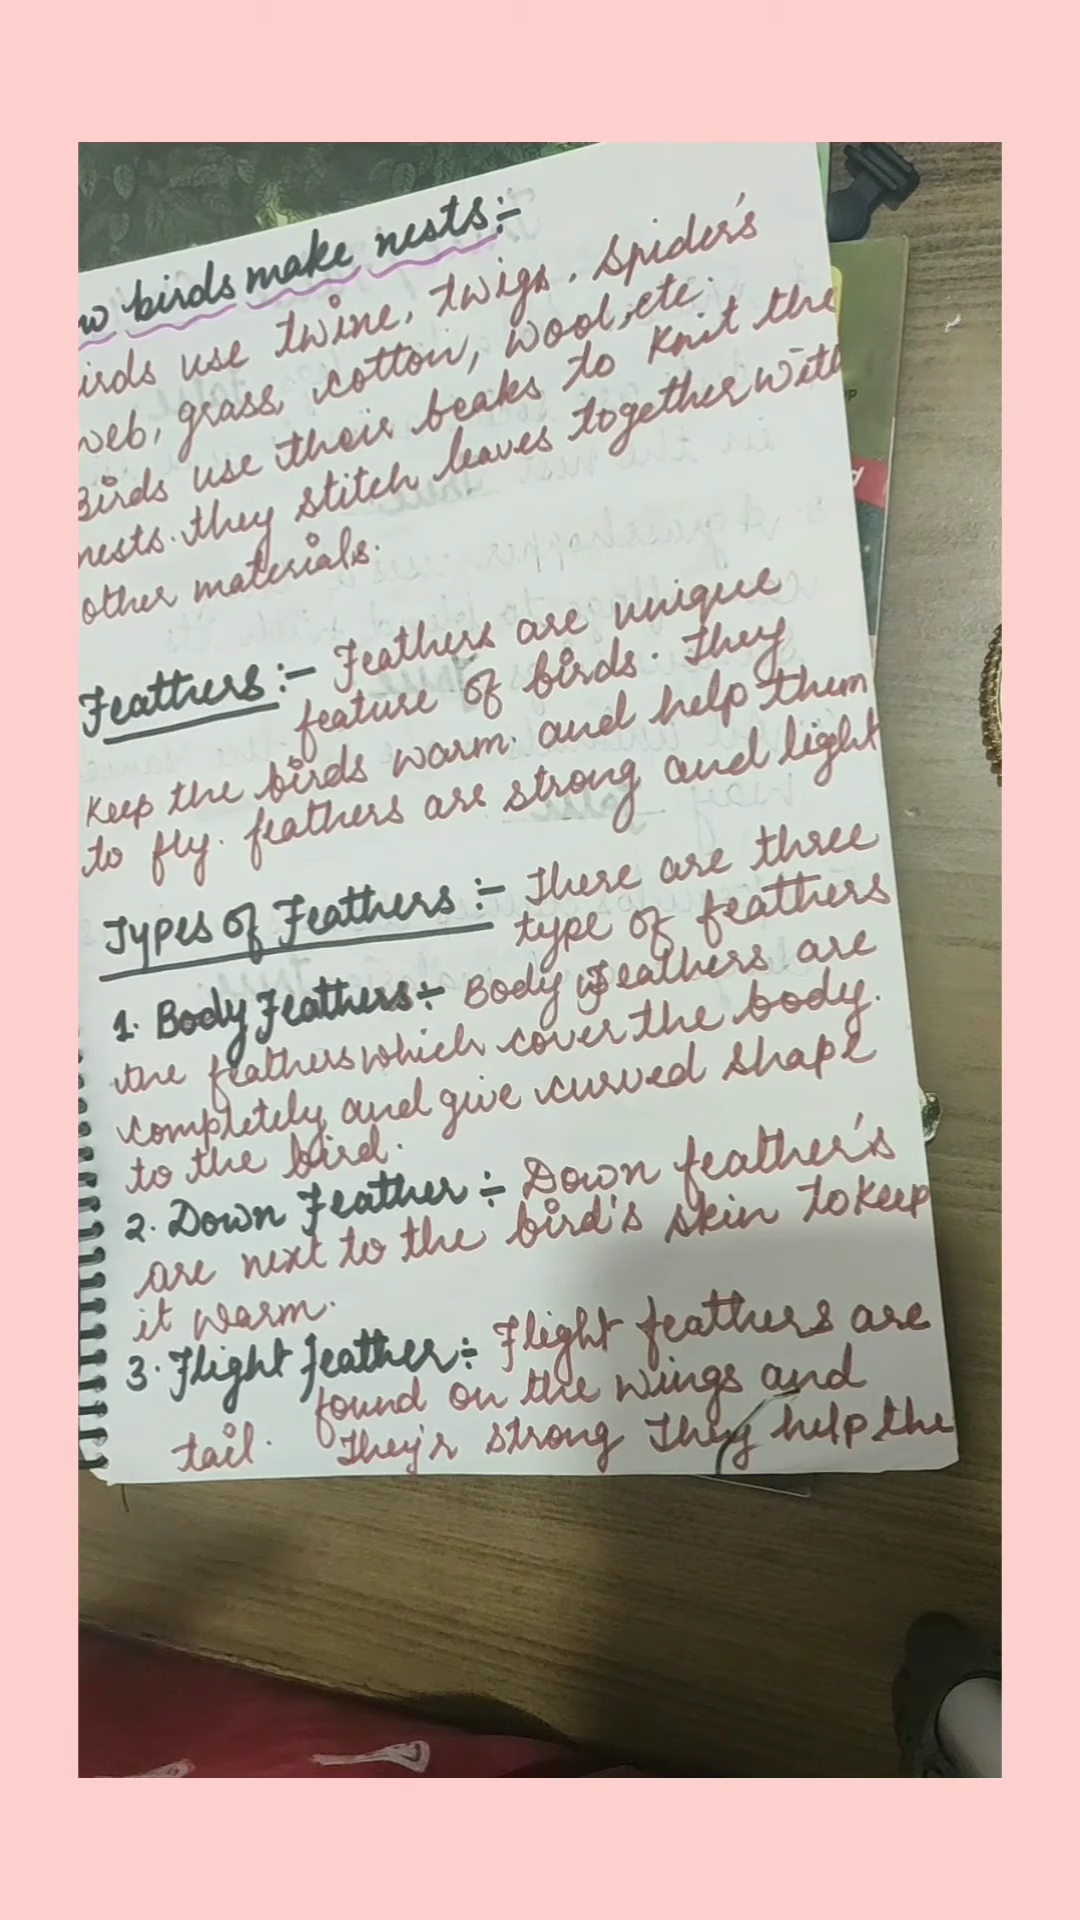 w birds make nests:-
irds use twine, twigs. Spider's
web, grass, cotton, wool, etc.
Birds use their beaks to knit the
nests. they stitch leaves together with
other materials.
Feathers :- Feathers are unique
feature of birds. They
keep the birds warm. and help them
to fly. feathers are strong and light
Types of Feathers :- There are three
type of feathers
1. Body Feathers:- Body feathers are
the feathers which cover the body.
completely and give curved shape
to the bird.
2. Down Feather :- Down feather's
are next to the bird's skin to keep
it warm.
3. Flight feather:- Flight feathers are
found on the wings and
tail. They'r strong They help the